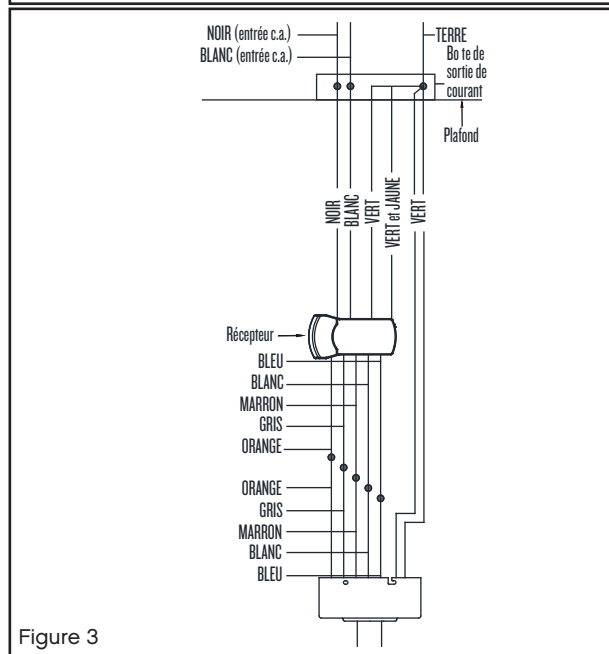 NOIR (entrée c.a.)
BLANC (entrée c.a.)
TERRE
Bo te de
sortie de
courant
Plafond
NOIR
BLANC
VERT
VERT et JAUNE
VERT
Récepteur
BLEU
BLANC
MARRON
GRIS
ORANGE
ORANGE
GRIS
MARRON
BLANC
BLEU
Figure 3